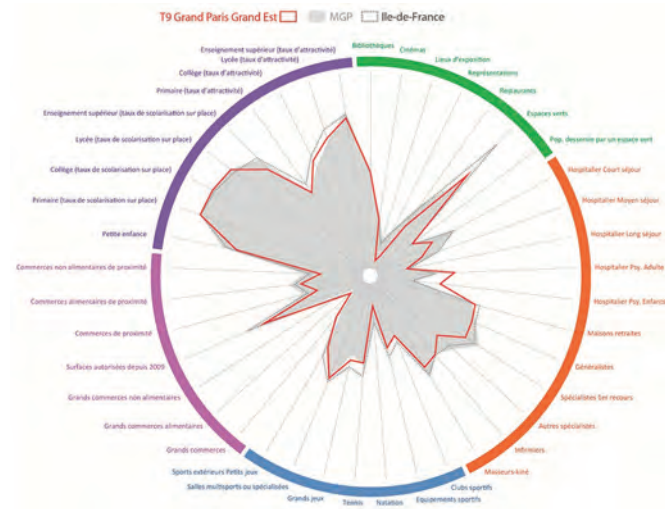 T9 Grand Paris Grand Est MGP Ile-de-France
Enseignement supérieur (taux d'attractivité)
Lycée (taux d'attractivité)
Collège (taux d'attractivité)
Primaire (taux d'attractivité)
Enseignement supérieur (taux de scolarisation sur place)
Lycée (taux de scolarisation sur place)
Collège (taux de scolarisation sur place)
Primaire (taux de scolarisation sur place)
Petite enfance
Commerces non alimentaires de proximité
Commerces alimentaires de proximité
Commerces de proximité
Surfaces autorisées depuis 2009
Grands commerces non alimentaires
Grands commerces alimentaires
Grands commerces
Sports extérieurs Petits jeux
Salles multisports ou spécialisées
Grands jeux
Tennis
Natation
Equipements sportifs
Clubs sportifs
Masseurs-kiné
Infirmiers
Autres spécialistes
Spécialistes 1er recours
Généralistes
Maisons retraites
Hospitalier Psy. Enfants
Hospitalier Psy. Adulte
Hospitalier Long séjour
Hospitalier Moyen séjour
Hospitalier Court séjour
Pop. desservie par un espace vert
Espaces verts
Restaurants
Représentations
Lieux d'exposition
Cinémas
Bibliothèques